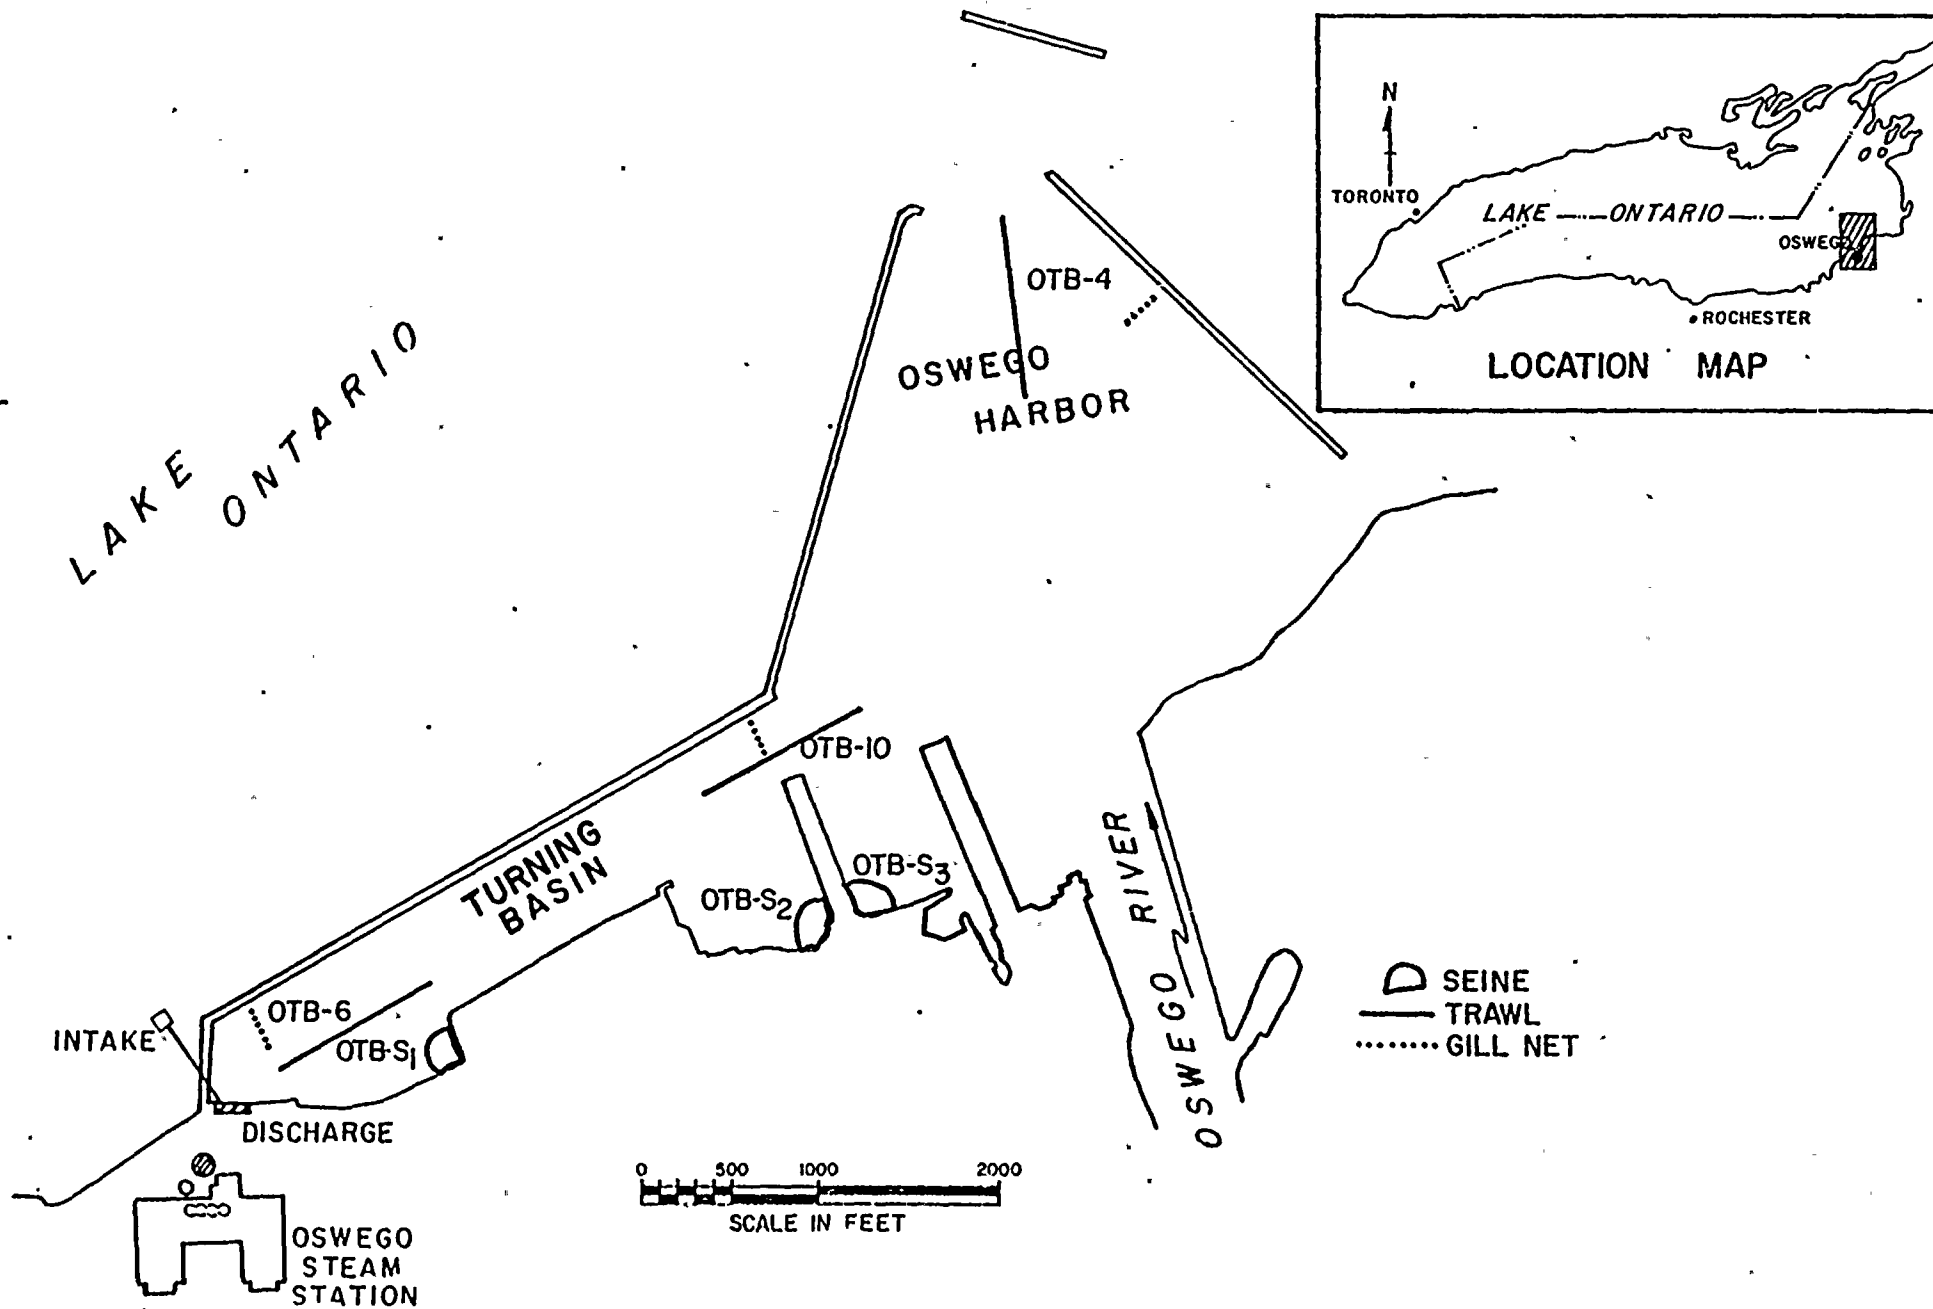 N
TORONTO
LAKE ONTARIO
OSWEGO
ROCHESTER
LOCATION MAP
OTB-4
OSWEGO
HARBOR
LAKE
ONTARIO
OTB-10
TURNING
BASIN
OTB-S3
OTB-S2
OSWEGO RIVER
OTB-6
INTAKE
OTB-S1
DISCHARGE
SEINE
TRAWL
GILL NET
0 500 1000 2000
SCALE IN FEET
OSWEGO
STEAM
STATION